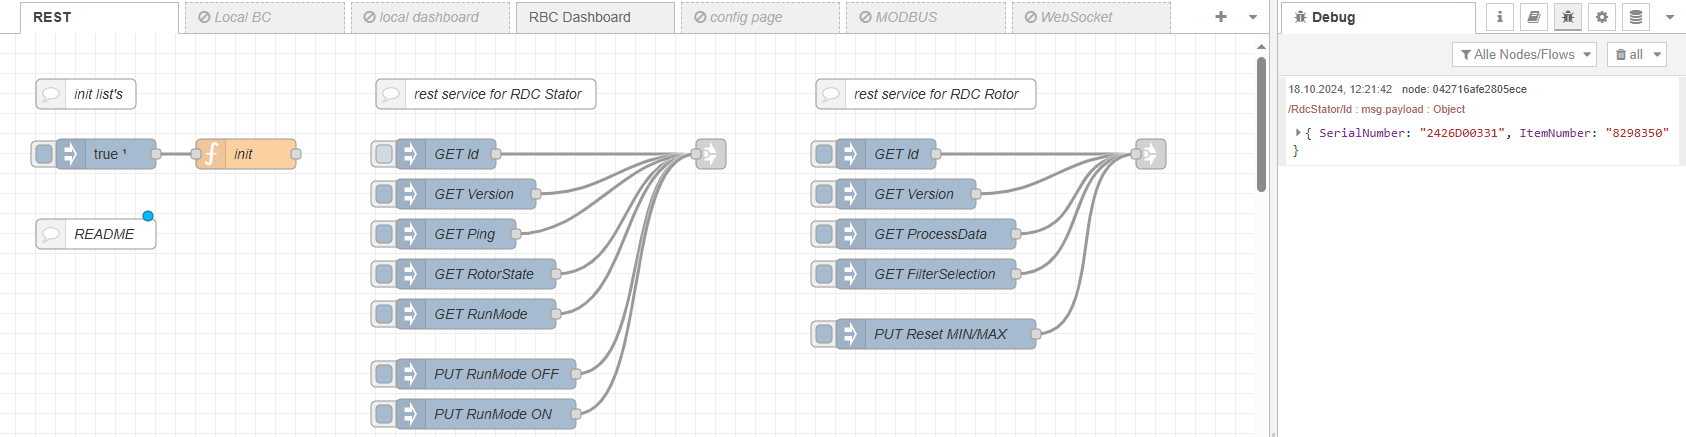 REST
Local BC
local dashboard
RBC Dashboard
config page
MODBUS
WebSocket
Debug
Alle Nodes/Flows
all
init list's
true ¹
init
README
rest service for RDC Stator
GET Id
GET Version
GET Ping
GET RotorState
GET RunMode
PUT RunMode OFF
PUT RunMode ON
rest service for RDC Rotor
GET Id
GET Version
GET ProcessData
GET FilterSelection
PUT Reset MIN/MAX
18.10.2024, 12:21:42 node: 042716afe2805ece
/RdcStator/Id : msg.payload : Object
{ SerialNumber: "2426D00331", ItemNumber: "8298350"
}